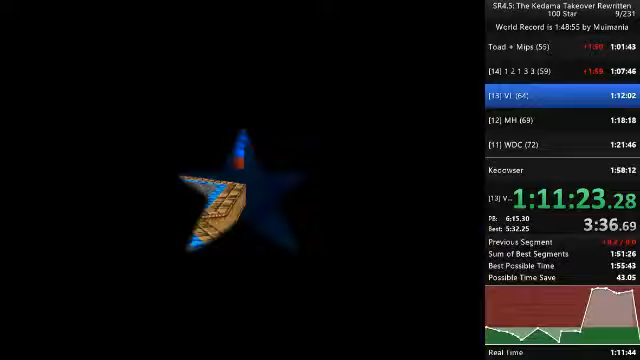 SR4.5: The Kedama Takeover Rewritten
100 Star 9/231
World Record is 1:48:55 by Muimania
Toad + Mips (55) +1:50 1:01:43
[14] 1 2 1 3 3 (59) +1:59 1:07:46
[13] VL (64) 1:12:02
[12] MH (69) 1:18:18
[11] WDC (72) 1:21:46
Kecowser 1:58:12
[13] V... 1:11:23.28
PB: 6:15.30
Best: 5:32.25 3:36.69
Previous Segment
Sum of Best Segments 1:51:26
Best Possible Time 1:55:43
Possible Time Save 43.05
Real Time 1:11:44